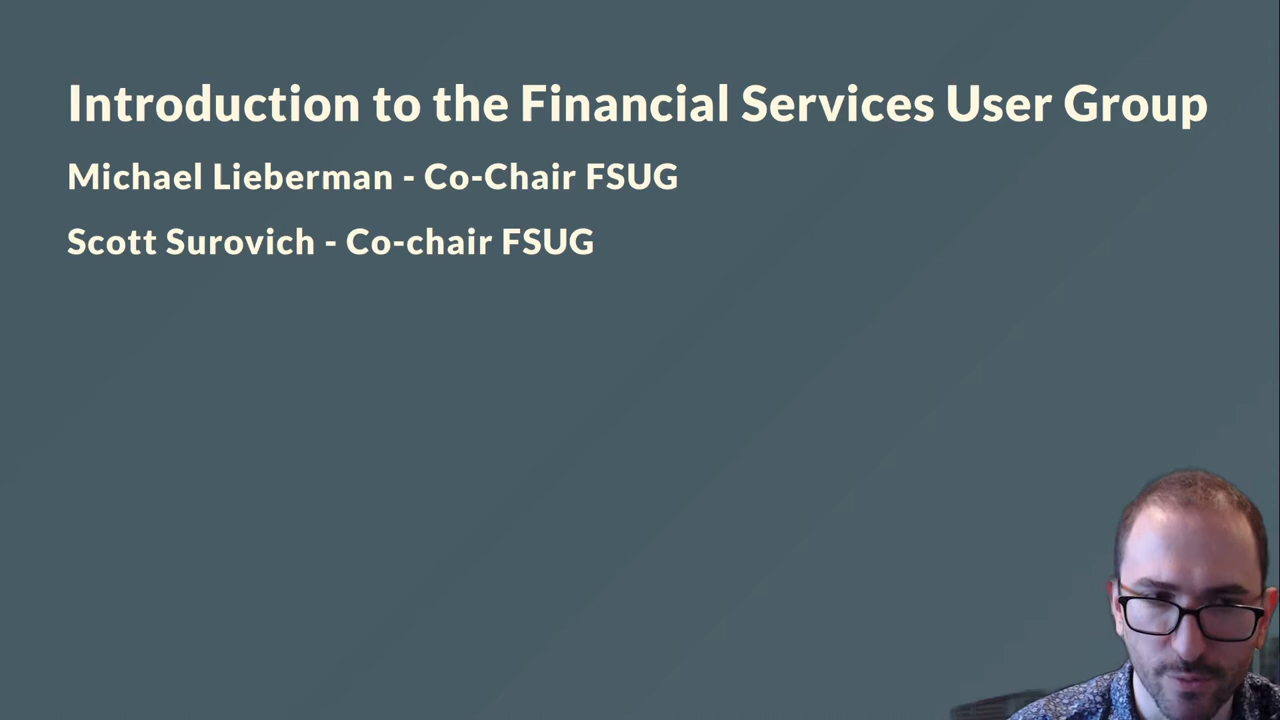 Introduction to the Financial Services User Group
Michael Lieberman - Co-Chair FSUG
Scott Surovich - Co-chair FSUG